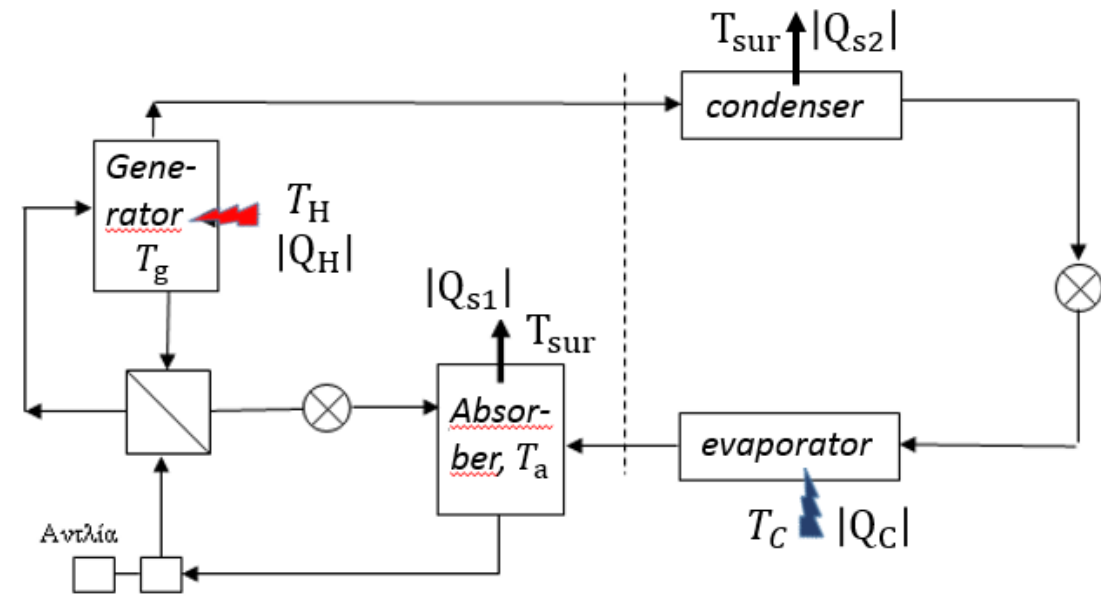 T_sur |Q_s2|
condenser
Gene-
rator
T_g
T_H
|Q_H|
|Q_s1|
T_sur
Absor-
ber, T_a
evaporator
T_C |Q_C|
Αντλία